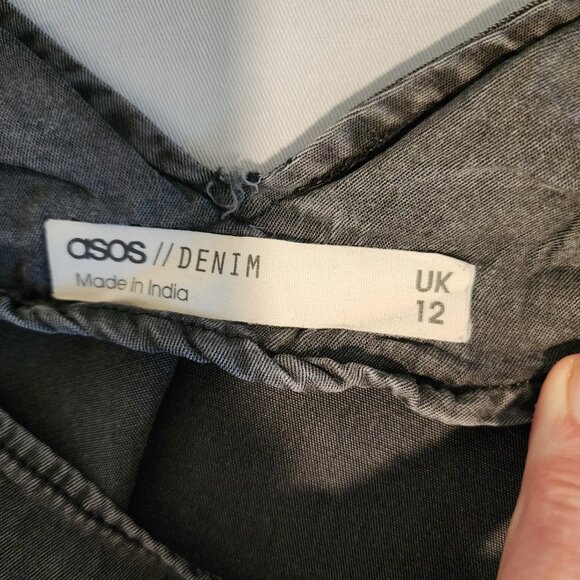 asos // DENIM
Made in India
UK
12